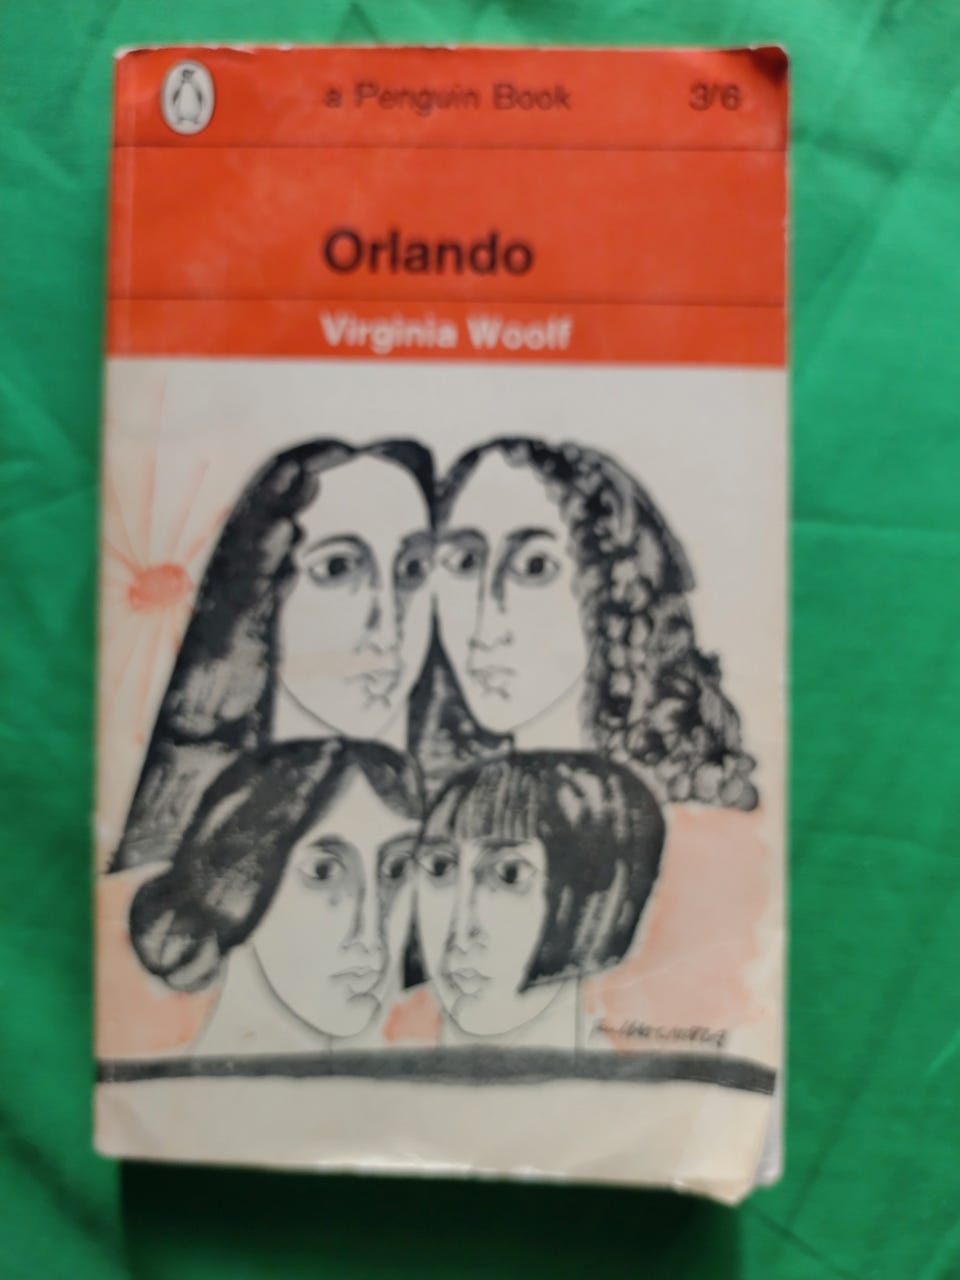 a Penguin Book 3/6
Orlando
Virginia Woolf